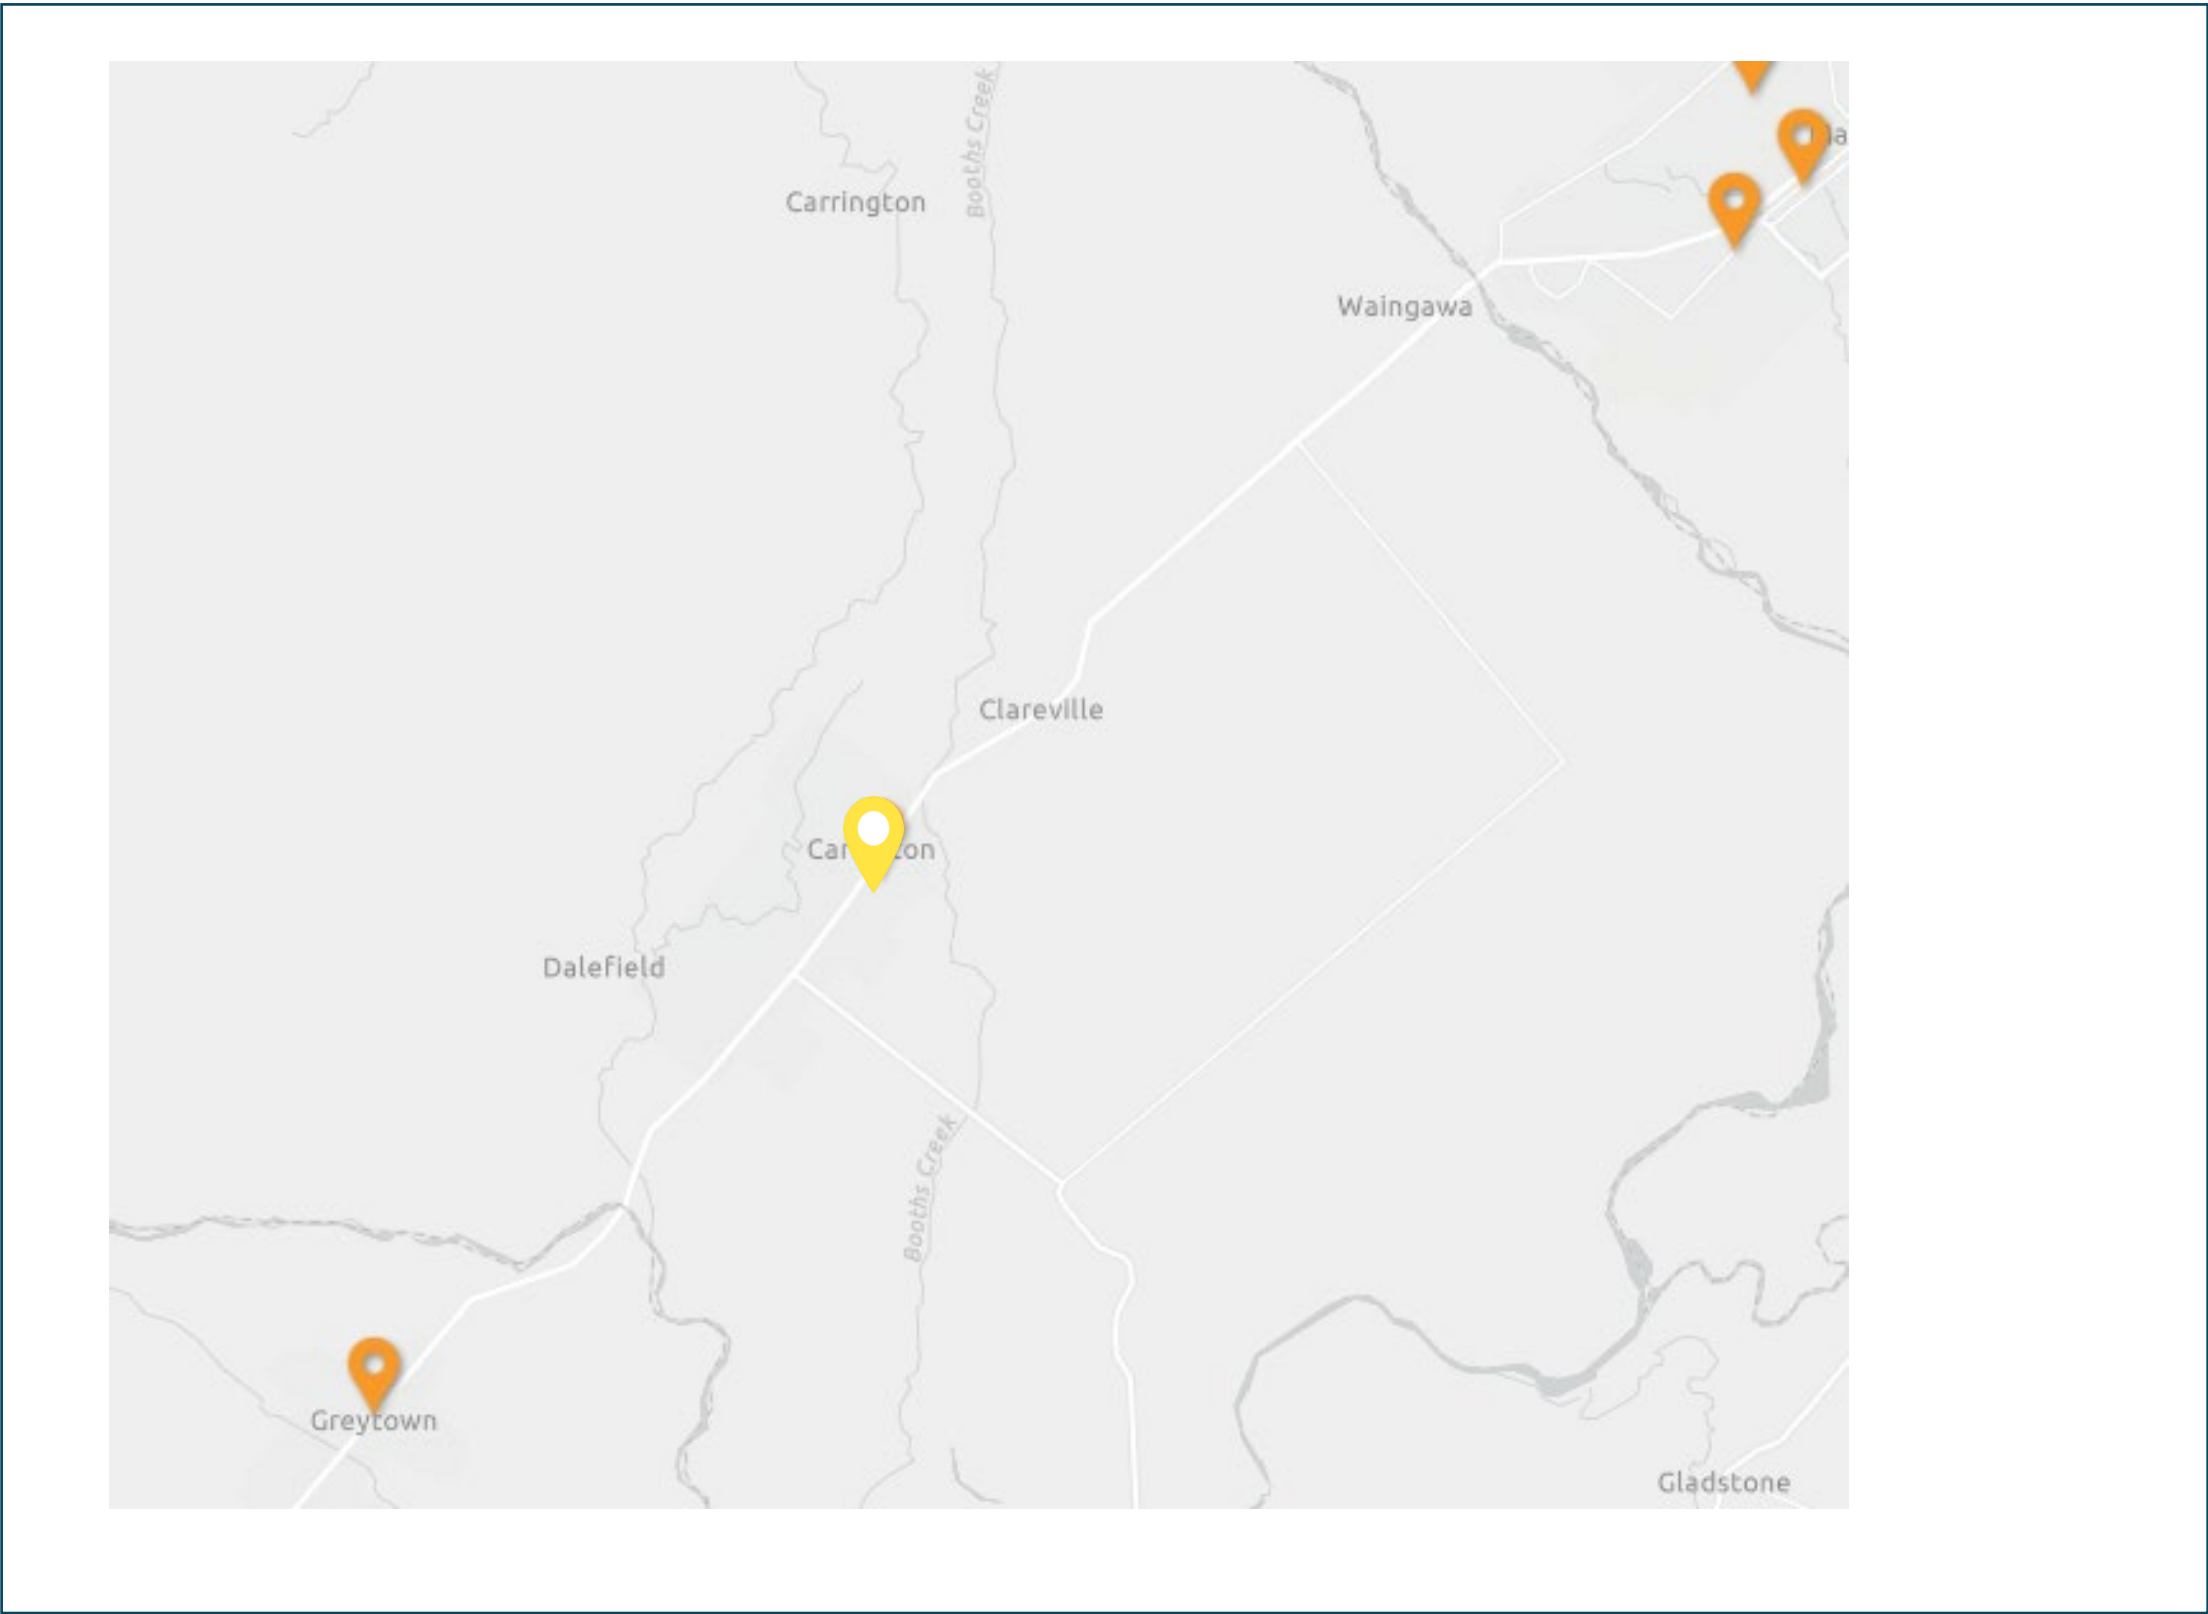 Booths Creek
Carrington
Waingawa
Clareville
Dalefield
Booths Creek
Greytown
Gladstone